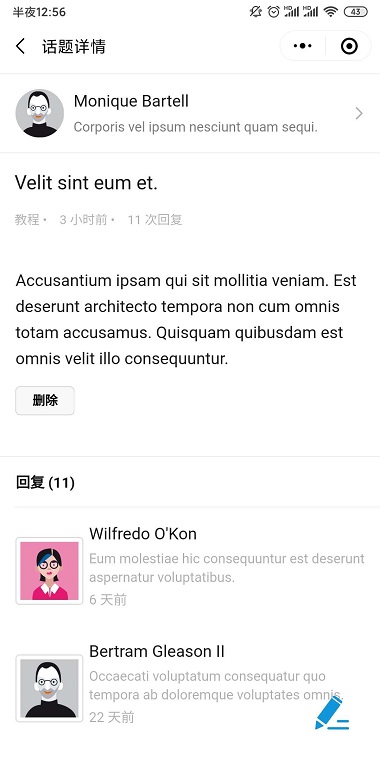 半夜12:56
HD HD 43
话题详情
Monique Bartell
Corporis vel ipsum nesciunt quam sequi.
Velit sint eum et.
教程 • 3 小时前 • 11 次回复
Accusantium ipsam qui sit mollitia veniam. Est
deserunt architecto tempora non cum omnis
totam accusamus. Quisquam quibusdam est
omnis velit illo consequuntur.
删除
回复 (11)
Wilfredo O'Kon
Eum molestiae hic consequuntur est deserunt
aspernatur voluptatibus.
6 天前
Bertram Gleason II
Occaecati voluptatum consequatur quo
tempora ab doloremque voluptates omnis.
22 天前